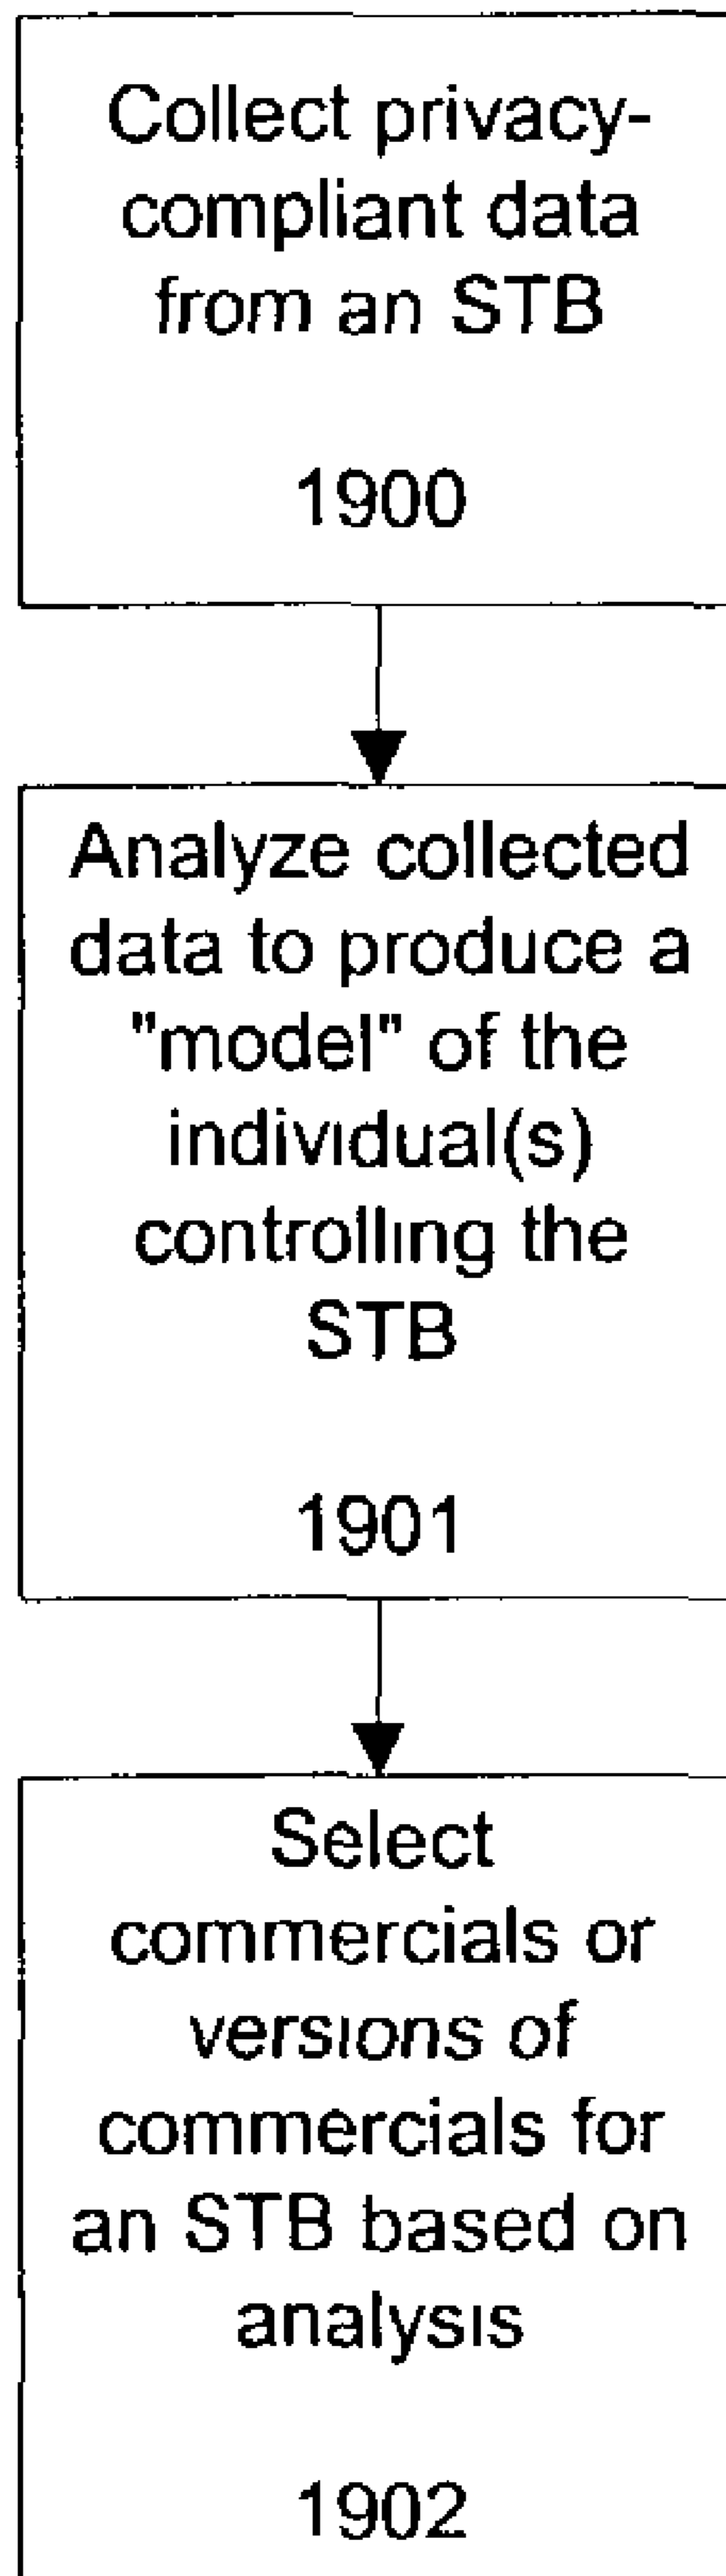 Collect privacy-
compliant data
from an STB
1900
Analyze collected
data to produce a
"model" of the
individual(s)
controlling the
STB
1901
Select
commercials or
versions of
commercials for
an STB based on
analysis
1902